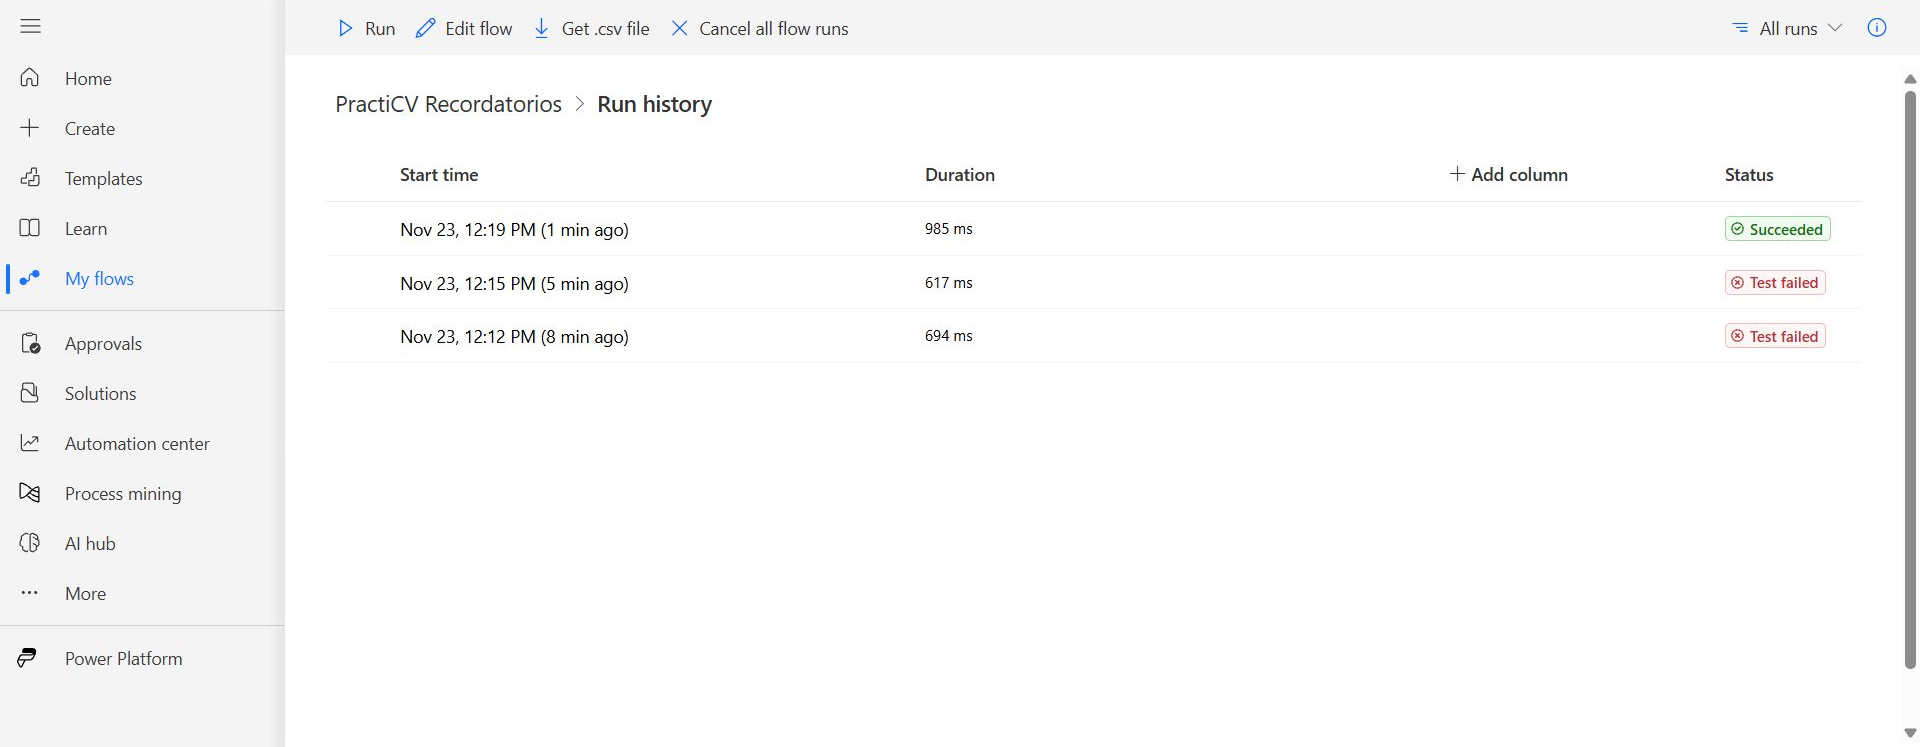 Run Edit flow Get .csv file Cancel all flow runs All runs
Home
Create
Templates
Learn
My flows
Approvals
Solutions
Automation center
Process mining
AI hub
More
Power Platform
PractiCV Recordatorios > Run history
Start time Duration + Add column Status
Nov 23, 12:19 PM (1 min ago) 985 ms Succeeded
Nov 23, 12:15 PM (5 min ago) 617 ms Test failed
Nov 23, 12:12 PM (8 min ago) 694 ms Test failed